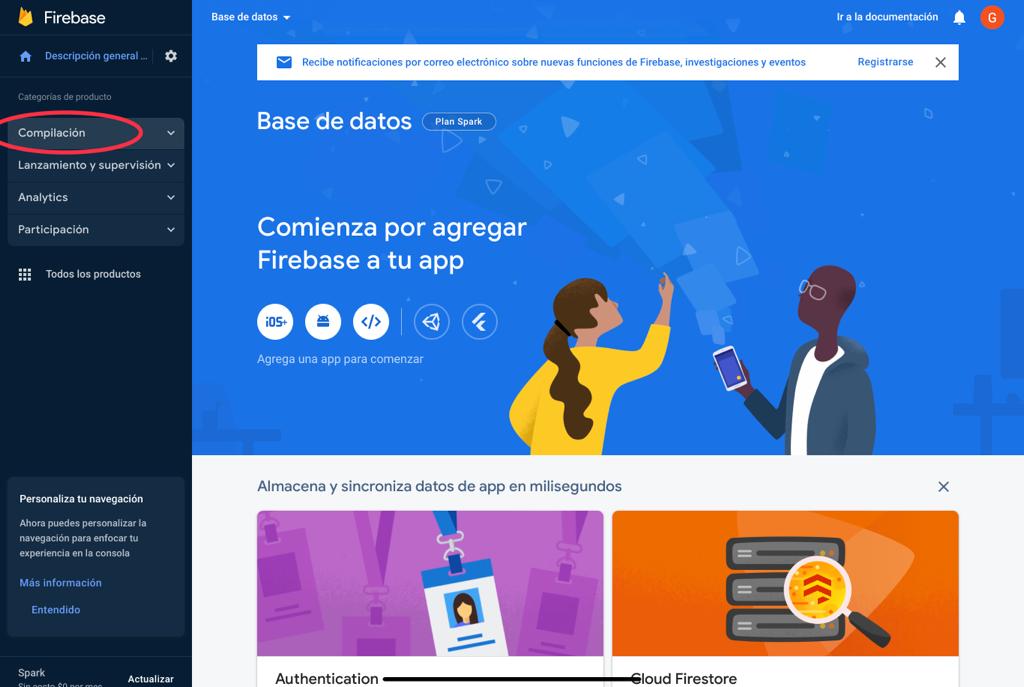 Firebase
Base de datos
Ir a la documentación
G
Descripción general ...
Recibe notificaciones por correo electrónico sobre nuevas funciones de Firebase, investigaciones y eventos
Registrarse
Categorías de producto
Compilación
Lanzamiento y supervisión
Analytics
Participación
Todos los productos
Base de datos
Plan Spark
Comienza por agregar
Firebase a tu app
iOS+
</>
Agrega una app para comenzar
Personaliza tu navegación
Ahora puedes personalizar la
navegación para enfocar tu
experiencia en la consola
Más información
Entendido
Spark
Sin costo $0 por mes
Actualizar
Almacena y sincroniza datos de app en milisegundos
Authentication
Cloud Firestore